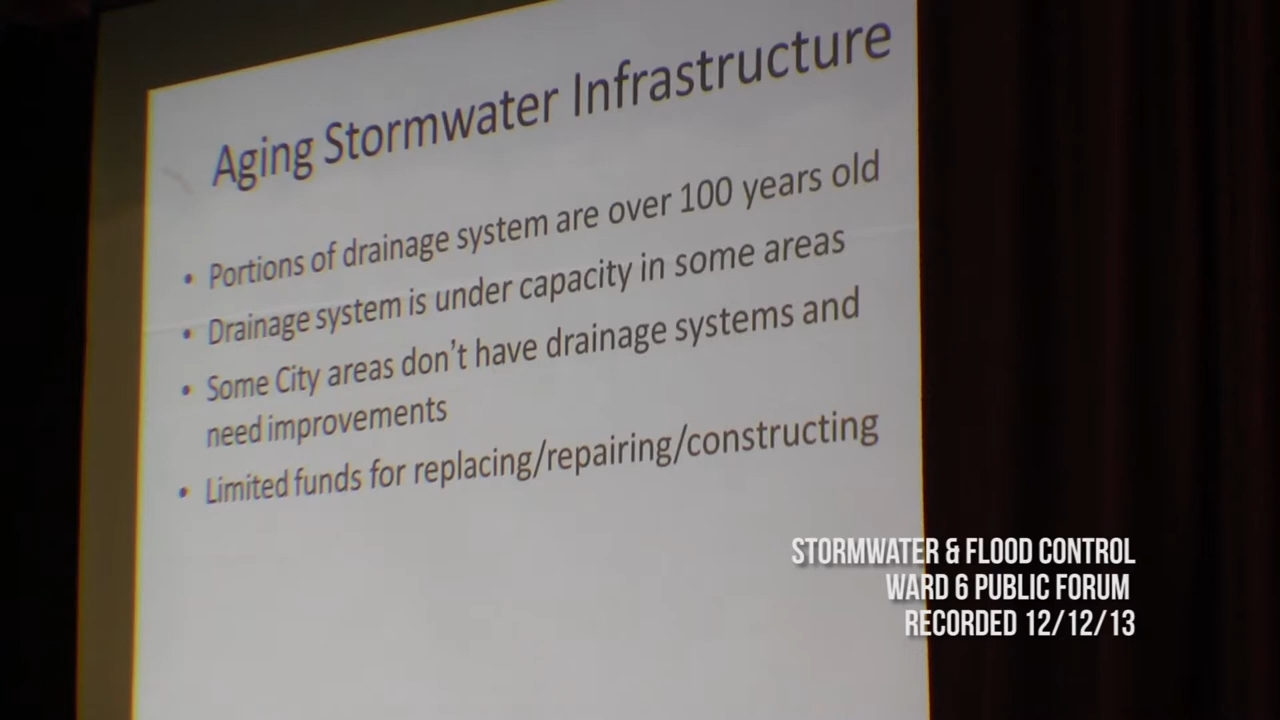 Aging Stormwater Infrastructure
• Portions of drainage system are over 100 years old
• Drainage system is under capacity in some areas
• Some City areas don't have drainage systems and
need improvements
• Limited funds for replacing/repairing/constructing
STORMWATER & FLOOD CONTROL
WARD 6 PUBLIC FORUM
RECORDED 12/12/13